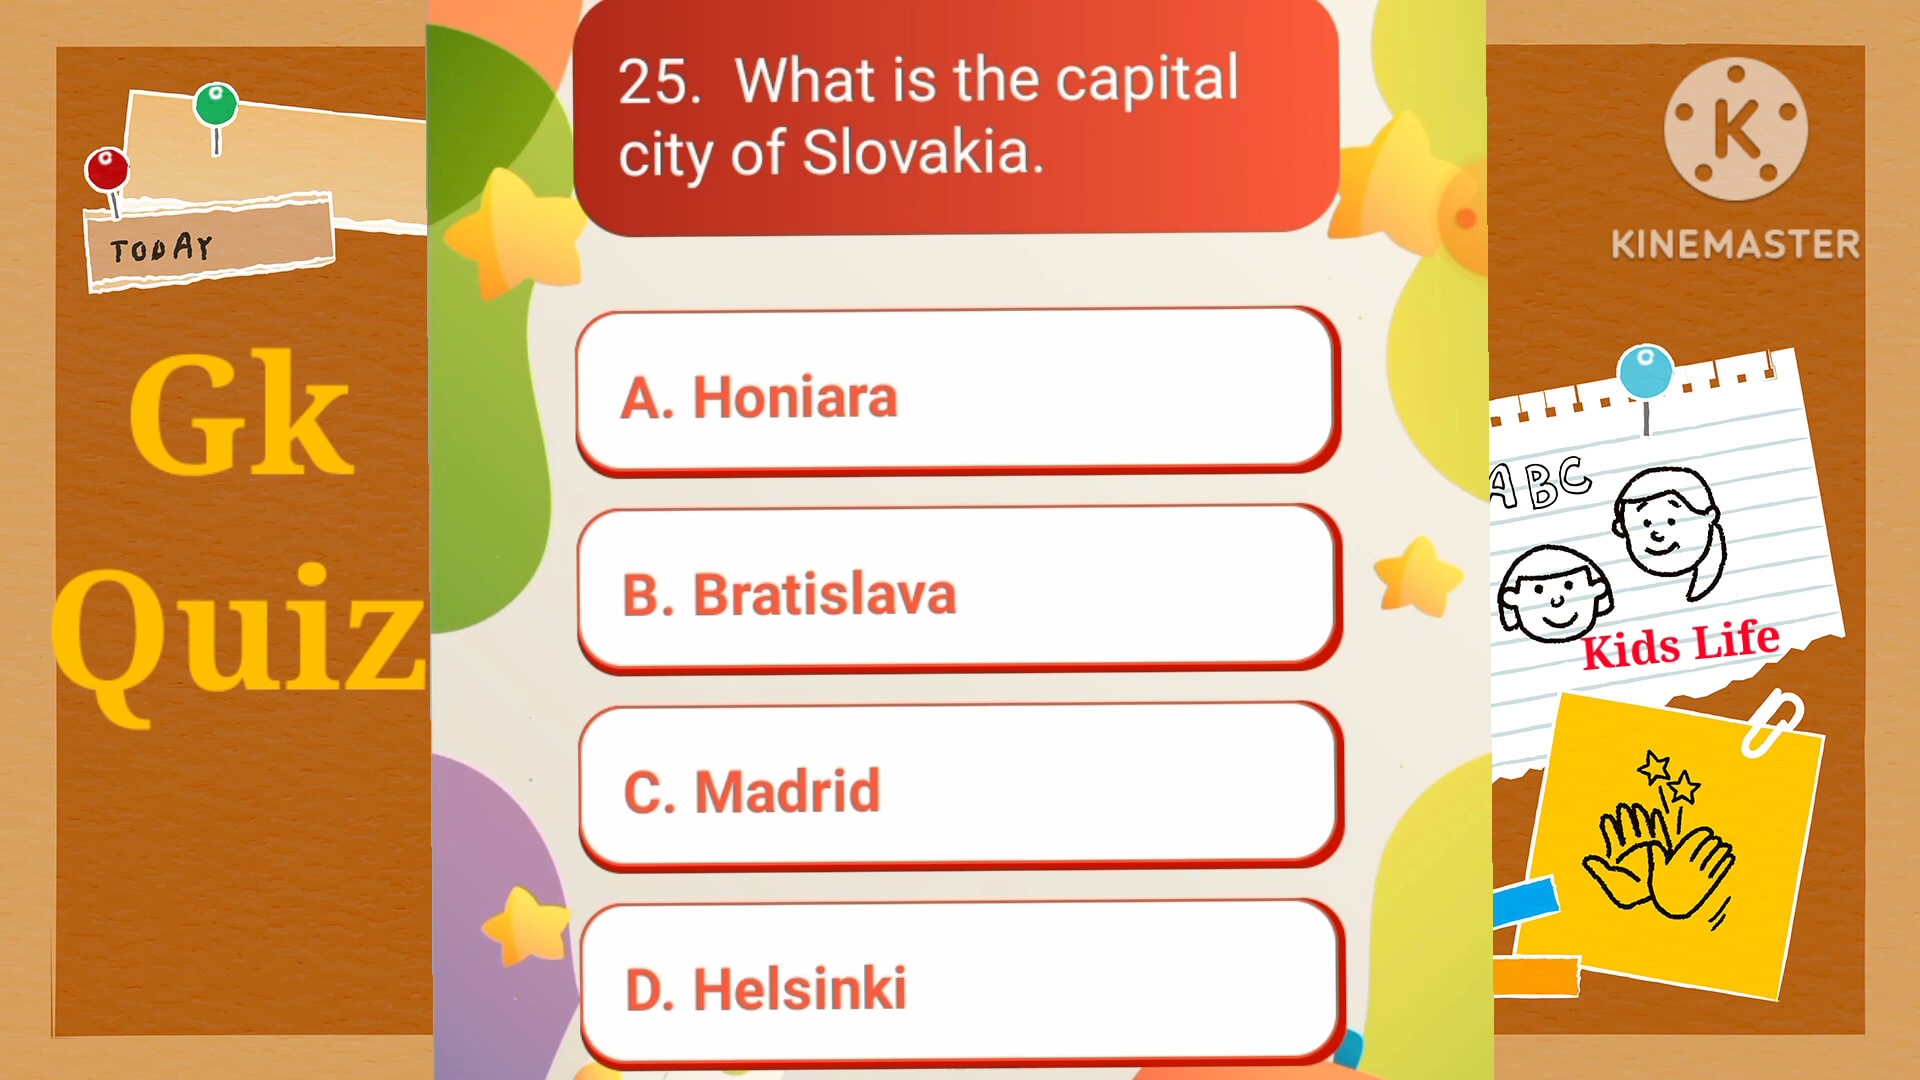 25. What is the capital
city of Slovakia.
A. Honiara
B. Bratislava
C. Madrid
D. Helsinki
TODAY
Gk
Quiz
K
KINEMASTER
ABC
Kids Life